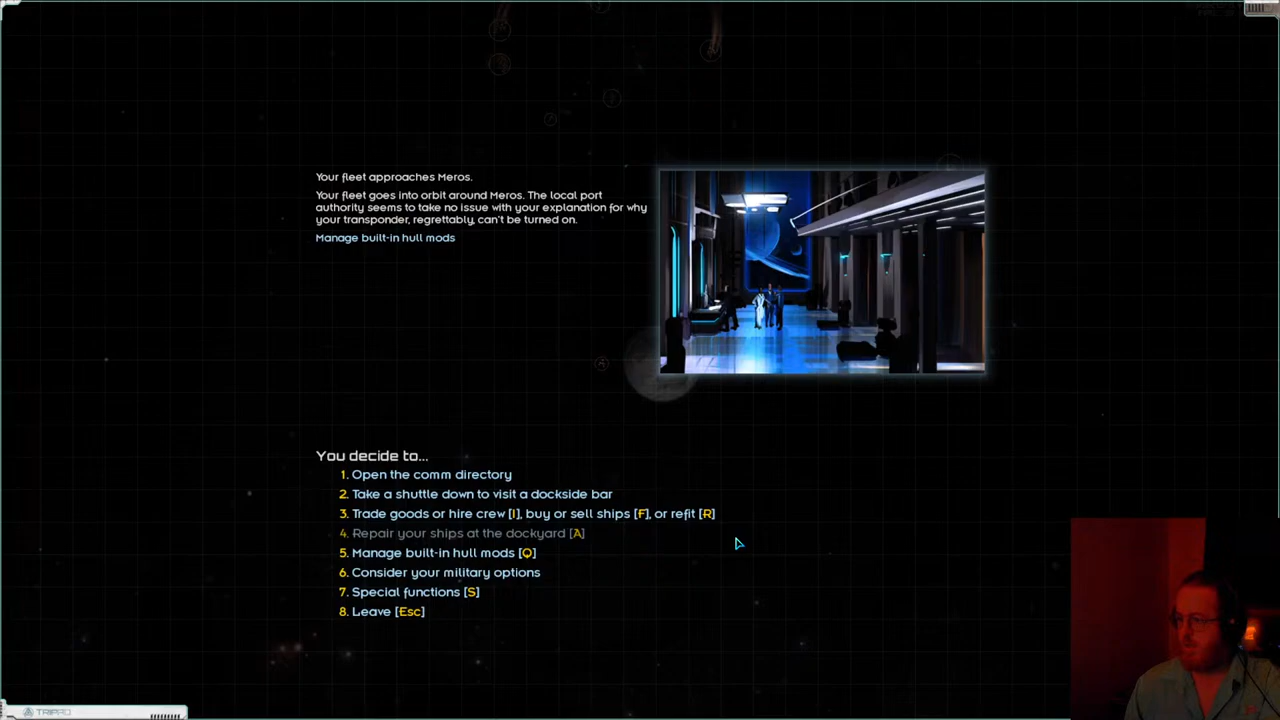 Your fleet approaches Meros.
Your fleet goes into orbit around Meros. The local port
authority seems to take no issue with your explanation for why
your transponder, regrettably, can't be turned on.
Manage built-in hull mods
You decide to...
1. Open the comm directory
2. Take a shuttle down to visit a dockside bar
3. Trade goods or hire crew [I], buy or sell ships [F], or refit [R]
4. Repair your ships at the dockyard [A]
5. Manage built-in hull mods [Q]
6. Consider your military options
7. Special functions [S]
8. Leave [Esc]